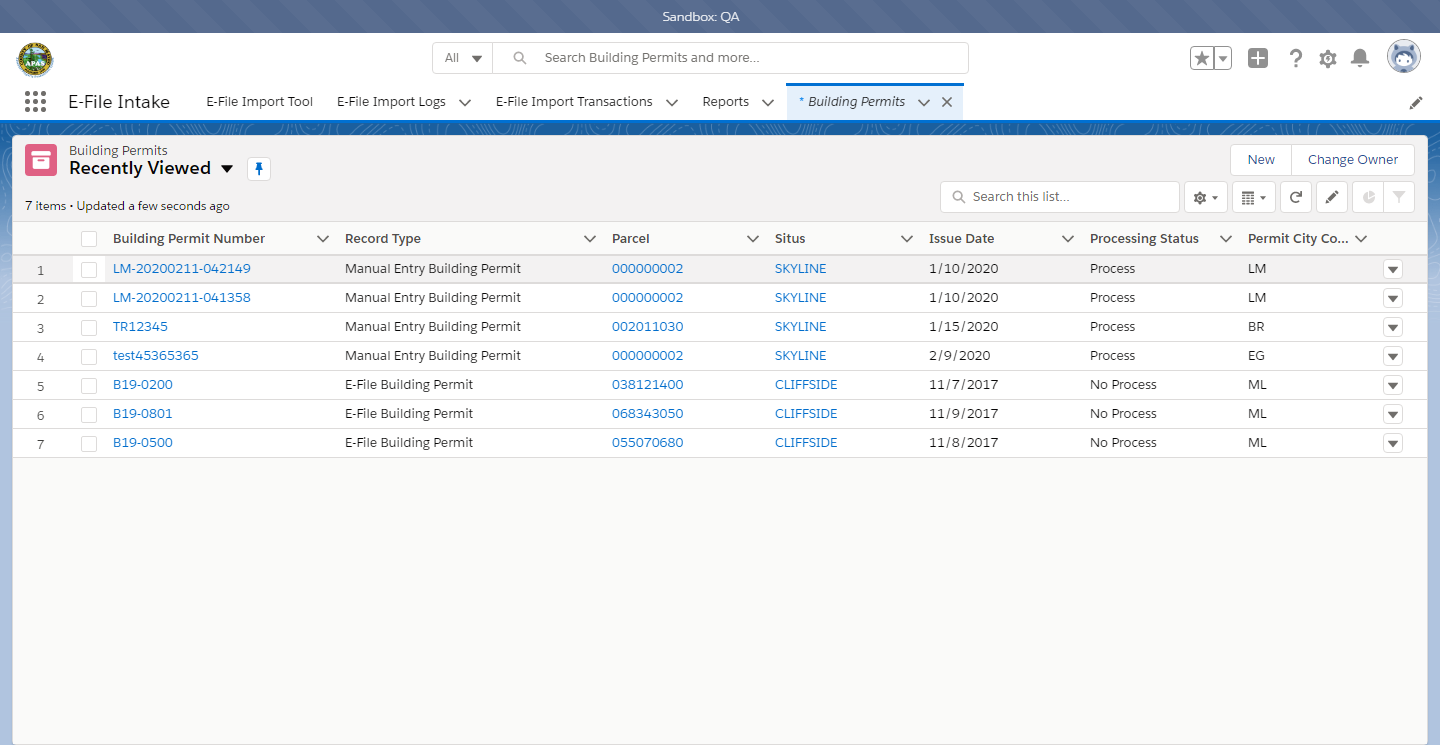 Sandbox: QA
APAS
All
Search Building Permits and more...
E-File Intake
E-File Import Tool
E-File Import Logs
E-File Import Transactions
Reports
* Building Permits
Building Permits
Recently Viewed
New
Change Owner
7 items • Updated a few seconds ago
Search this list...
Building Permit Number Record Type Parcel Situs Issue Date Processing Status Permit City Co...
1 LM-20200211-042149 Manual Entry Building Permit 000000002 SKYLINE 1/10/2020 Process LM
2 LM-20200211-041358 Manual Entry Building Permit 000000002 SKYLINE 1/10/2020 Process LM
3 TR12345 Manual Entry Building Permit 002011030 SKYLINE 1/15/2020 Process BR
4 test45365365 Manual Entry Building Permit 000000002 SKYLINE 2/9/2020 Process EG
5 B19-0200 E-File Building Permit 038121400 CLIFFSIDE 11/7/2017 No Process ML
6 B19-0801 E-File Building Permit 068343050 CLIFFSIDE 11/9/2017 No Process ML
7 B19-0500 E-File Building Permit 055070680 CLIFFSIDE 11/8/2017 No Process ML